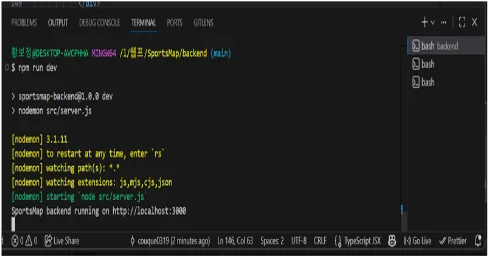 149 </div>
PROBLEMS OUTPUT DEBUG CONSOLE TERMINAL PORTS GITLENS
황보정@DESKTOP-AVCPHHA MINGW64 /i/웹프/SportsMap/backend (main)
$ npm run dev
> sportsmap-backend@1.0.0 dev
> nodemon src/server.js
[nodemon] 3.1.11
[nodemon] to restart at any time, enter `rs`
[nodemon] watching path(s): *.*
[nodemon] watching extensions: js,mjs,cjs,json
[nodemon] starting `node src/server.js`
SportsMap backend running on http://localhost:3000
bash backend
bash
bash
0 0 Live Share couque0319 (2 minutes ago) Ln 146, Col 63 Spaces: 2 UTF-8 CRLF TypeScript JSX Go Live Prettier